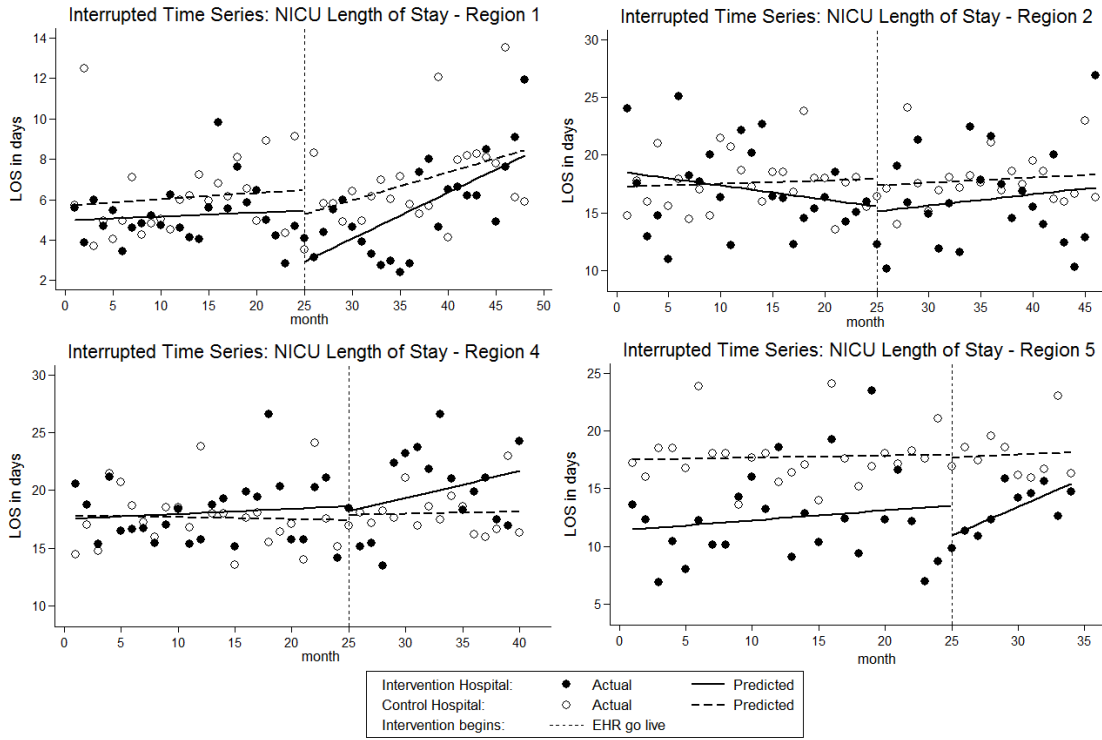 Interrupted Time Series: NICU Length of Stay - Region 1
14
12
10
8
6
4
2
LOS in days
0 5 10 15 20 25 30 35 40 45 50
month
Interrupted Time Series: NICU Length of Stay - Region 2
30
25
20
15
10
LOS in days
0 5 10 15 20 25 30 35 40 45
month
Interrupted Time Series: NICU Length of Stay - Region 4
30
25
20
15
10
LOS in days
0 5 10 15 20 25 30 35 40
month
Interrupted Time Series: NICU Length of Stay - Region 5
25
20
15
10
5
LOS in days
0 5 10 15 20 25 30 35
month
Intervention Hospital: Actual Predicted
Control Hospital: Actual Predicted
Intervention begins: EHR go live